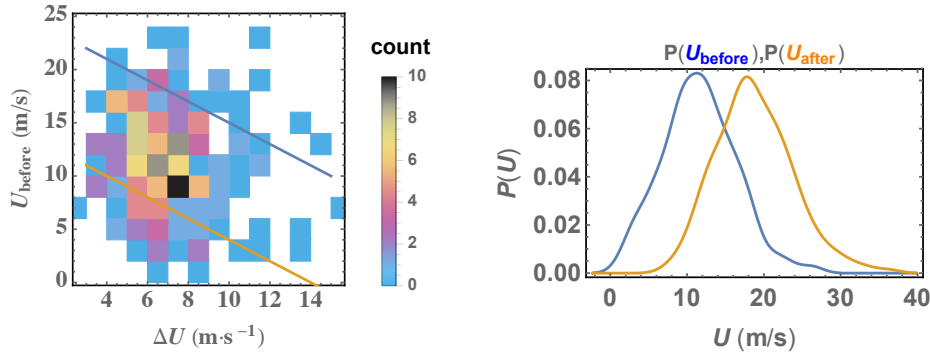 25
20
15
10
5
0
U_before (m/s)
4 6 8 10 12 14
ΔU (m·s⁻¹)
count
10
8
6
4
2
0
P(U_before),P(U_after)
0.08
0.06
0.04
0.02
0.00
P(U)
0 10 20 30 40
U (m/s)